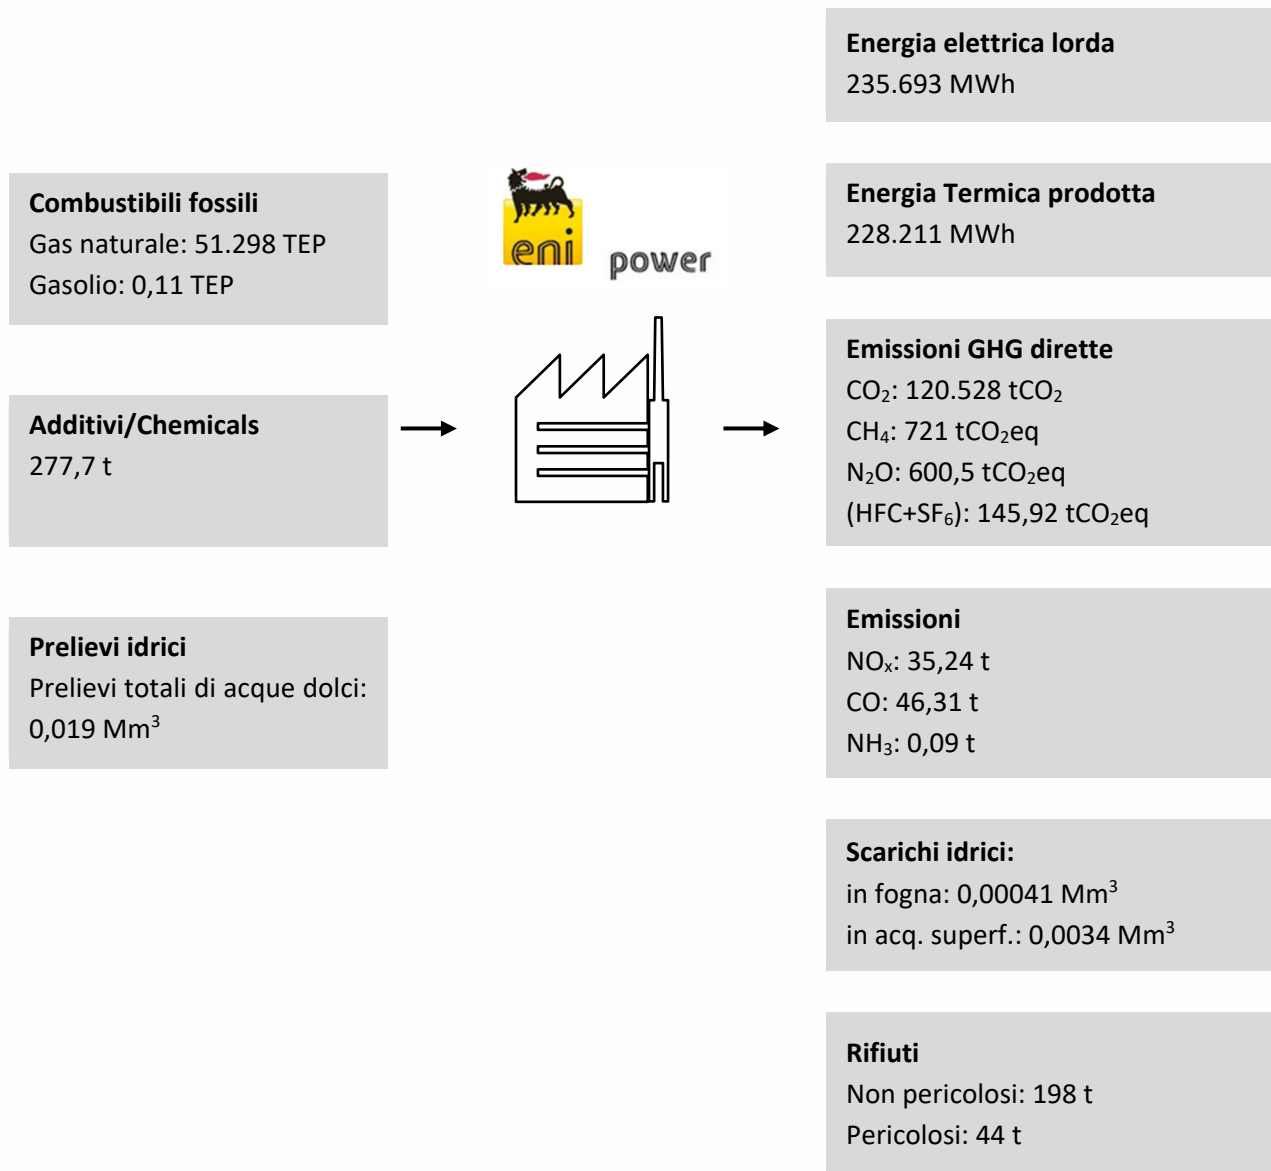 Combustibili fossili
Gas naturale: 51.298 TEP
Gasolio: 0,11 TEP
Additivi/Chemicals
277,7 t
Prelievi idrici
Prelievi totali di acque dolci:
0,019 Mm³
eni power
Energia elettrica lorda
235.693 MWh
Energia Termica prodotta
228.211 MWh
Emissioni GHG dirette
CO₂: 120.528 tCO₂
CH₄: 721 tCO₂eq
N₂O: 600,5 tCO₂eq
(HFC+SF₆): 145,92 tCO₂eq
Emissioni
NOₓ: 35,24 t
CO: 46,31 t
NH₃: 0,09 t
Scarichi idrici:
in fogna: 0,00041 Mm³
in acq. superf.: 0,0034 Mm³
Rifiuti
Non pericolosi: 198 t
Pericolosi: 44 t